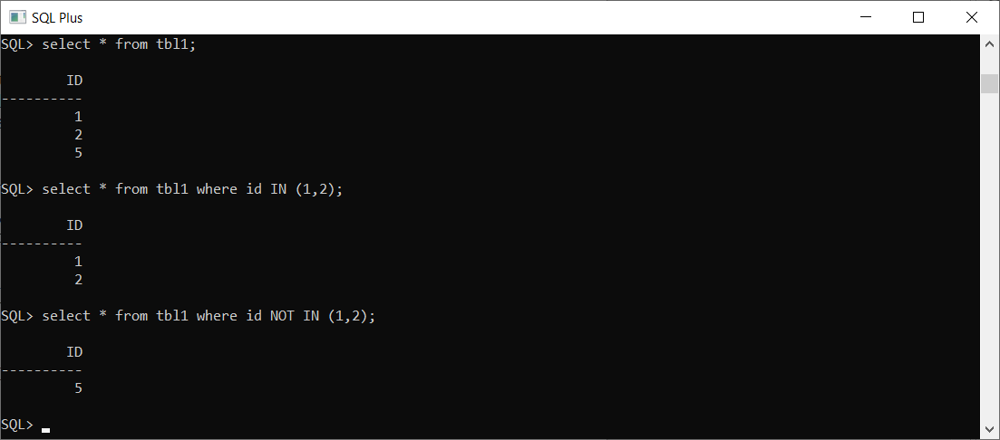 SQL Plus
SQL> select * from tbl1;
ID
----------
1
2
5
SQL> select * from tbl1 where id IN (1,2);
ID
----------
1
2
SQL> select * from tbl1 where id NOT IN (1,2);
ID
----------
5
SQL>